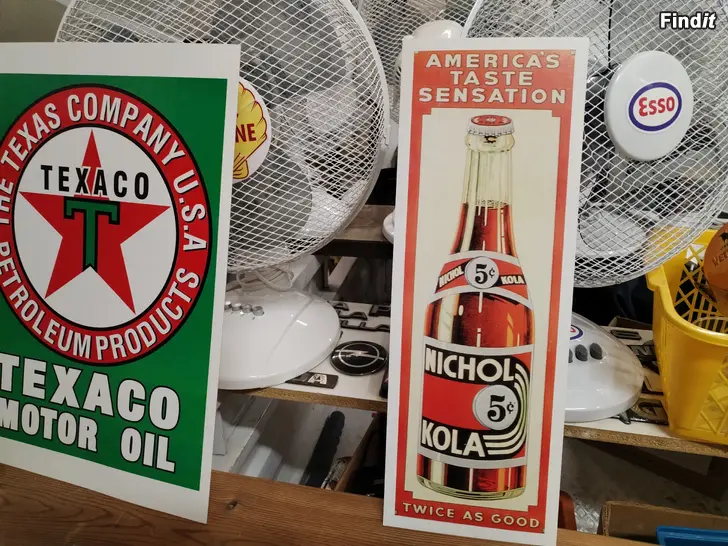 Findit
THE TEXAS COMPANY U.S.A
TEXACO
T
PETROLEUM PRODUCTS
TEXACO
MOTOR OIL
NE
AMERICA'S
TASTE
SENSATION
NICHOL 5¢ KOLA
NICHOL
5¢
KOLA
TWICE AS GOOD
Esso